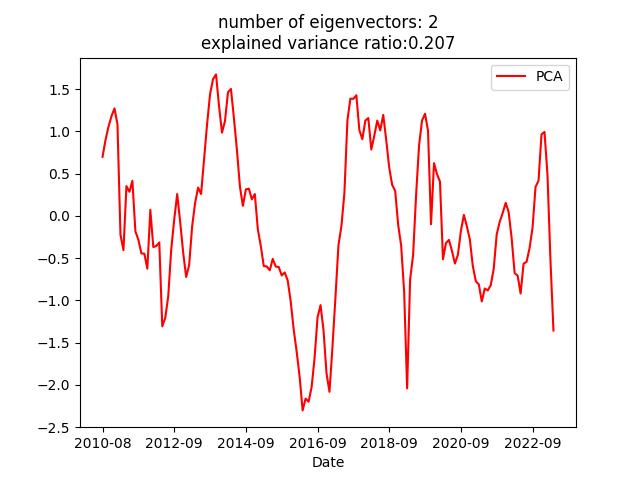 number of eigenvectors: 2
explained variance ratio:0.207
PCA
1.5
1.0
0.5
0.0
−0.5
−1.0
−1.5
−2.0
−2.5
2010-08 2012-09 2014-09 2016-09 2018-09 2020-09 2022-09
Date